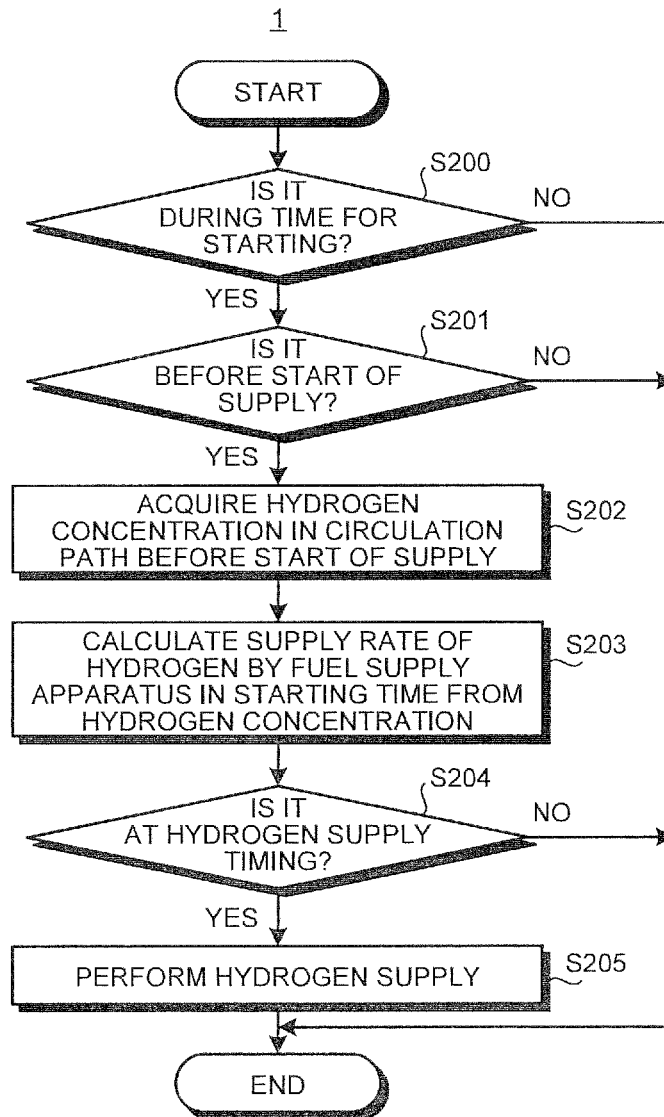 1
START
S200
IS IT
DURING TIME FOR
STARTING?
NO
YES
S201
IS IT
BEFORE START OF
SUPPLY?
NO
YES
ACQUIRE HYDROGEN
CONCENTRATION IN CIRCULATION
PATH BEFORE START OF SUPPLY
S202
CALCULATE SUPPLY RATE OF
HYDROGEN BY FUEL SUPPLY
APPARATUS IN STARTING TIME FROM
HYDROGEN CONCENTRATION
S203
S204
IS IT
AT HYDROGEN SUPPLY
TIMING?
NO
YES
PERFORM HYDROGEN SUPPLY
S205
END